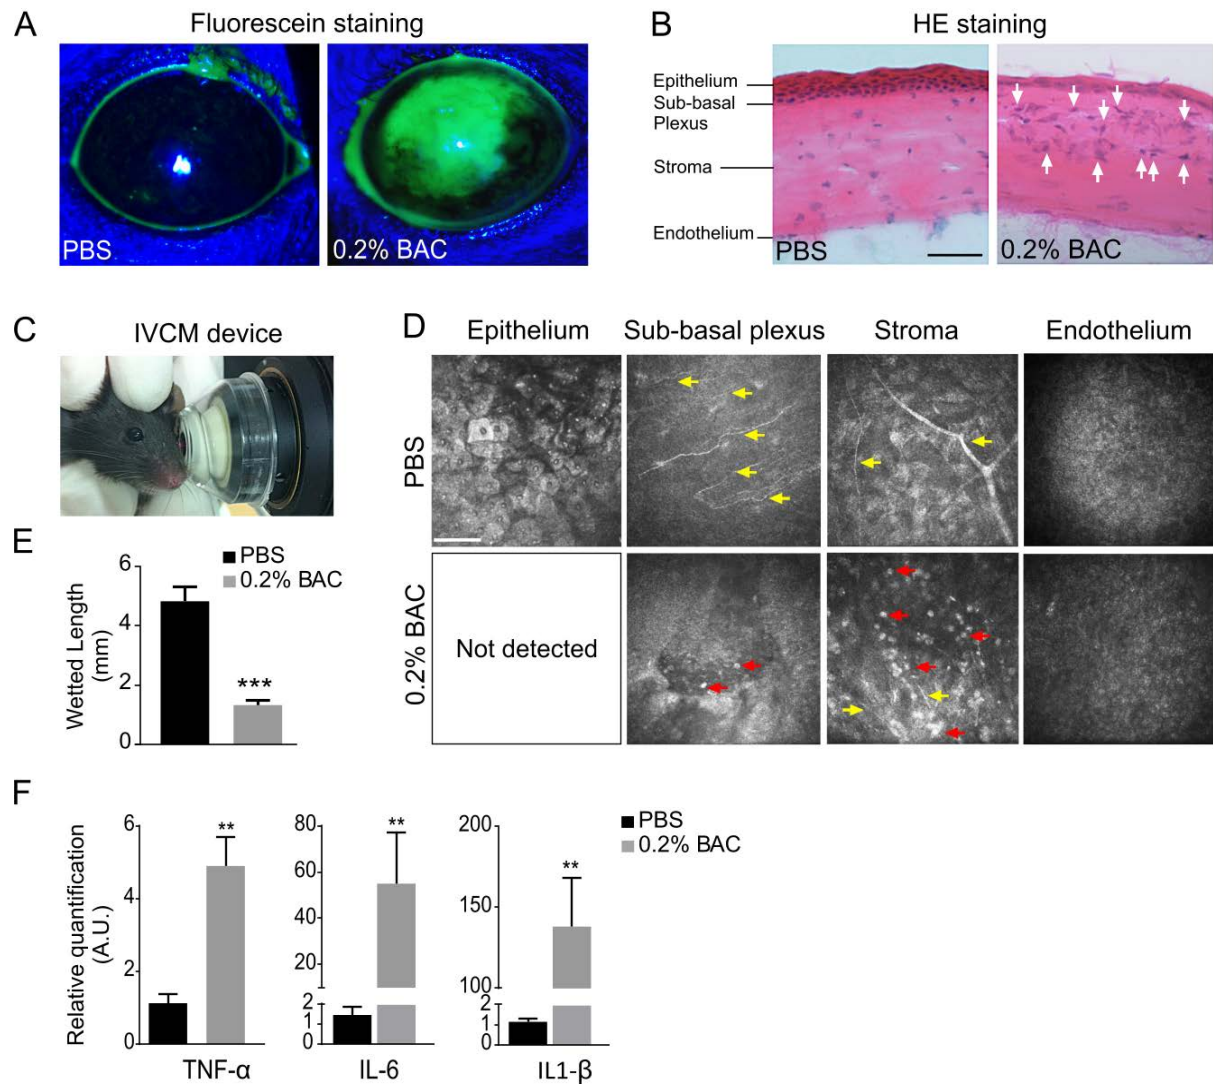 A
Fluorescein staining
PBS
0.2% BAC
B
HE staining
Epithelium
Sub-basal
Plexus
Stroma
Endothelium
PBS
0.2% BAC
C
IVCM device
D
Epithelium
Sub-basal plexus
Stroma
Endothelium
PBS
0.2% BAC
Not detected
E
PBS
0.2% BAC
Wetted Length
(mm)
6
4
2
0
***
F
PBS
0.2% BAC
Relative quantification
(A.U.)
6
4
2
0
**
TNF-α
80
60
40
20
2
1
0
**
IL-6
200
150
100
2
1
0
**
IL1-β